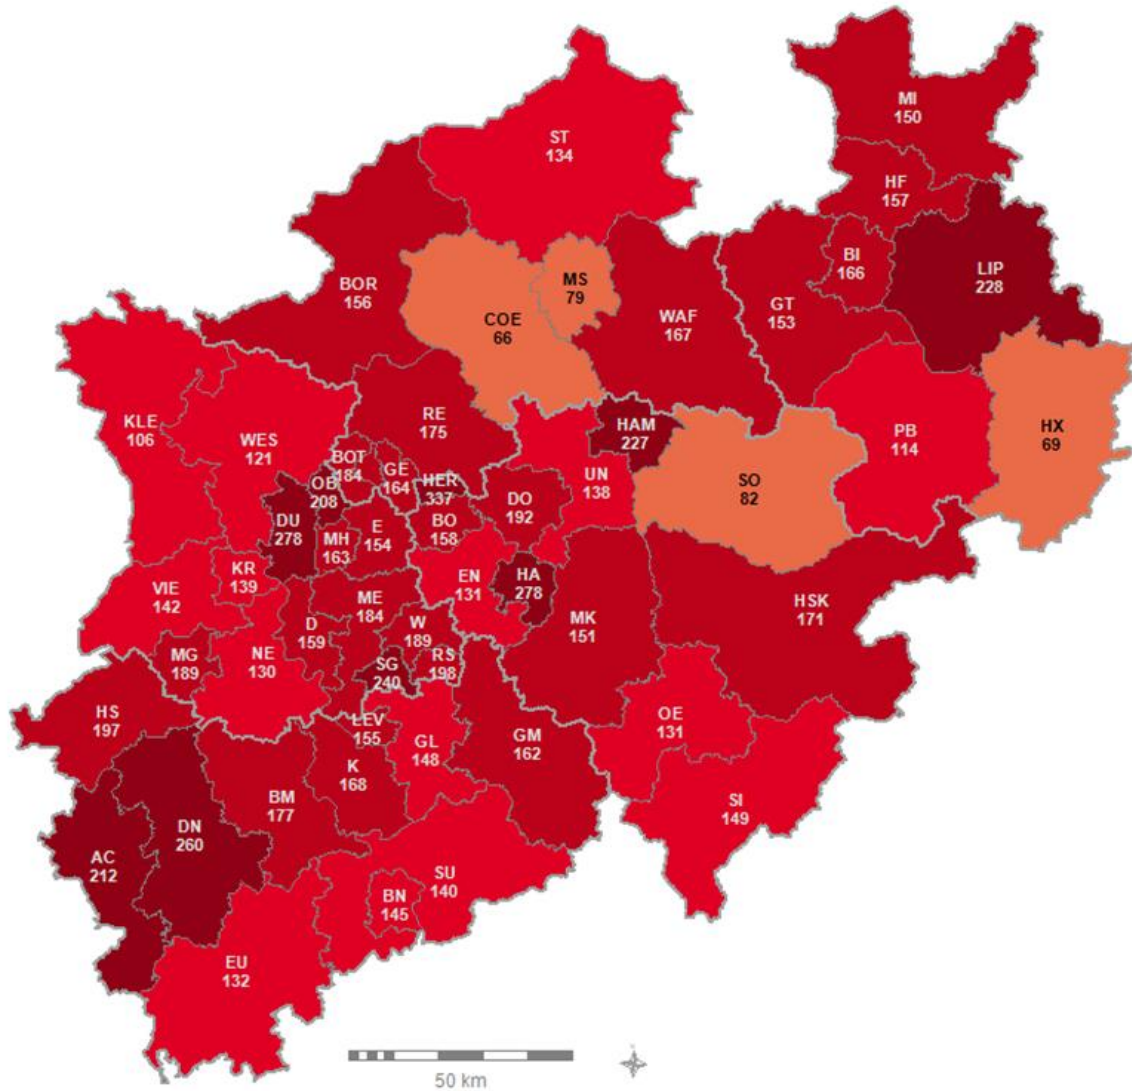 MI
150
ST
134
HF
157
BI
166
LIP
228
BOR
156
MS
79
COE
66
WAF
167
GT
153
KLE
106
WES
121
RE
175
HAM
227
PB
114
HX
69
BOT
184
GE
164
HER
337
UN
138
SO
82
OB
208
DO
192
DU
278
MH
163
E
154
BO
158
KR
139
EN
131
HA
278
VIE
142
ME
184
MK
151
HSK
171
D
159
W
189
MG
189
NE
130
SG
240
RS
198
HS
197
LEV
155
GL
148
GM
162
OE
131
K
168
BM
177
DN
260
SI
149
AC
212
SU
140
BN
145
EU
132
50 km